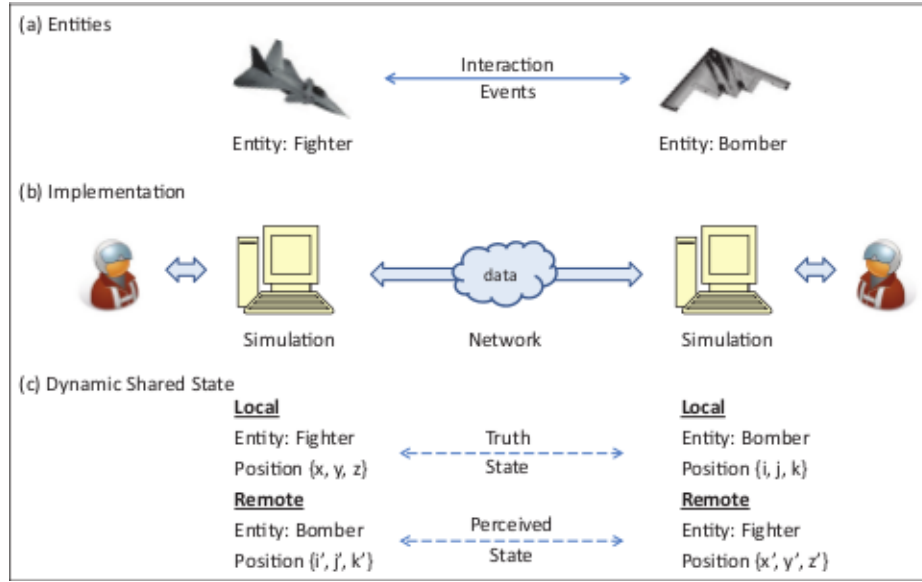 (a) Entities
Interaction
Events
Entity: Fighter
Entity: Bomber
(b) Implementation
data
Simulation
Network
Simulation
(c) Dynamic Shared State
Local
Entity: Fighter
Position {x, y, z}
Truth
State
Local
Entity: Bomber
Position {i, j, k}
Remote
Entity: Bomber
Position {i’, j’, k’}
Perceived
State
Remote
Entity: Fighter
Position {x’, y’, z’}